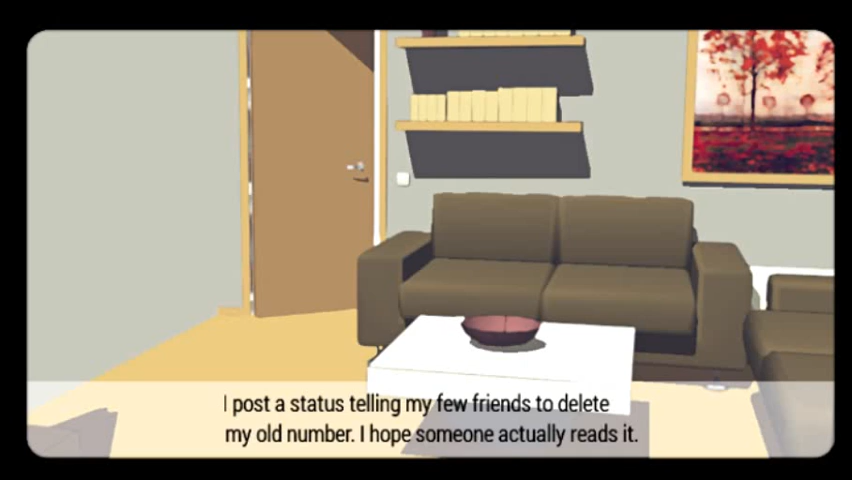 I post a status telling my few friends to delete
my old number. I hope someone actually reads it.